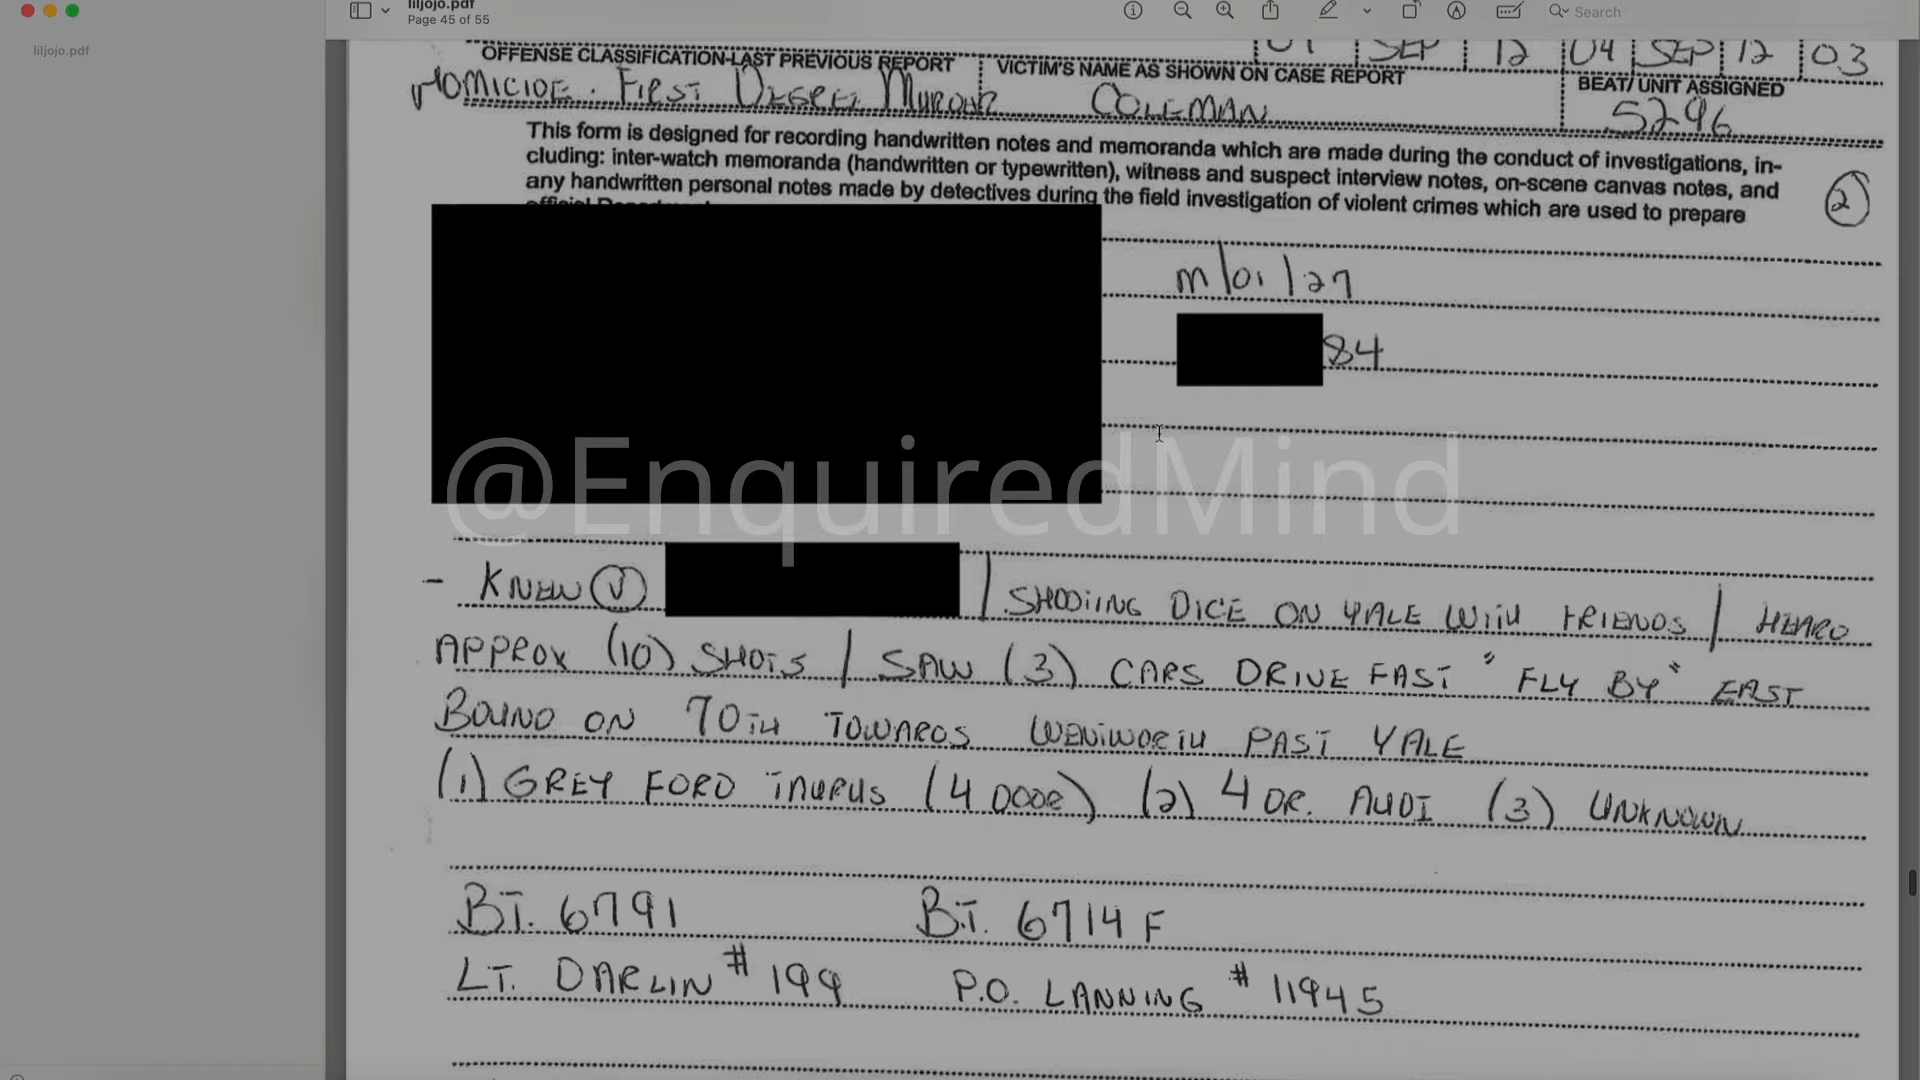 liljojo.pdf
Page 45 of 55
Search
liljojo.pdf
SEP 12 04 SEP 12 03
OFFENSE CLASSIFICATION-LAST PREVIOUS REPORT
VICTIM'S NAME AS SHOWN ON CASE REPORT
BEAT/ UNIT ASSIGNED
HOMICIDE. FIRST DEGREE MURDER
COLEMAN
5296
This form is designed for recording handwritten notes and memoranda which are made during the conduct of investigations, in-
cluding: inter-watch memoranda (handwritten or typewritten), witness and suspect interview notes, on-scene canvas notes, and
any handwritten personal notes made by detectives during the field investigation of violent crimes which are used to prepare
2
M/01/27
84
@EnquiredMind
- KNEW (V) / SHOOTING DICE ON YALE WITH FRIENDS / HEARD
APPROX (10) SHOTS / SAW (3) CARS DRIVE FAST "FLY BY" EAST
BOUND ON 70TH TOWARDS WENTWORTH PAST YALE
(1) GREY FORD TAURUS (4 DOOR) (2) 4 DR. AUDI (3) UNKNOWN
BT. 6791 BT. 6714F
LT. DARLIN #199 P.O. LANNING #11945